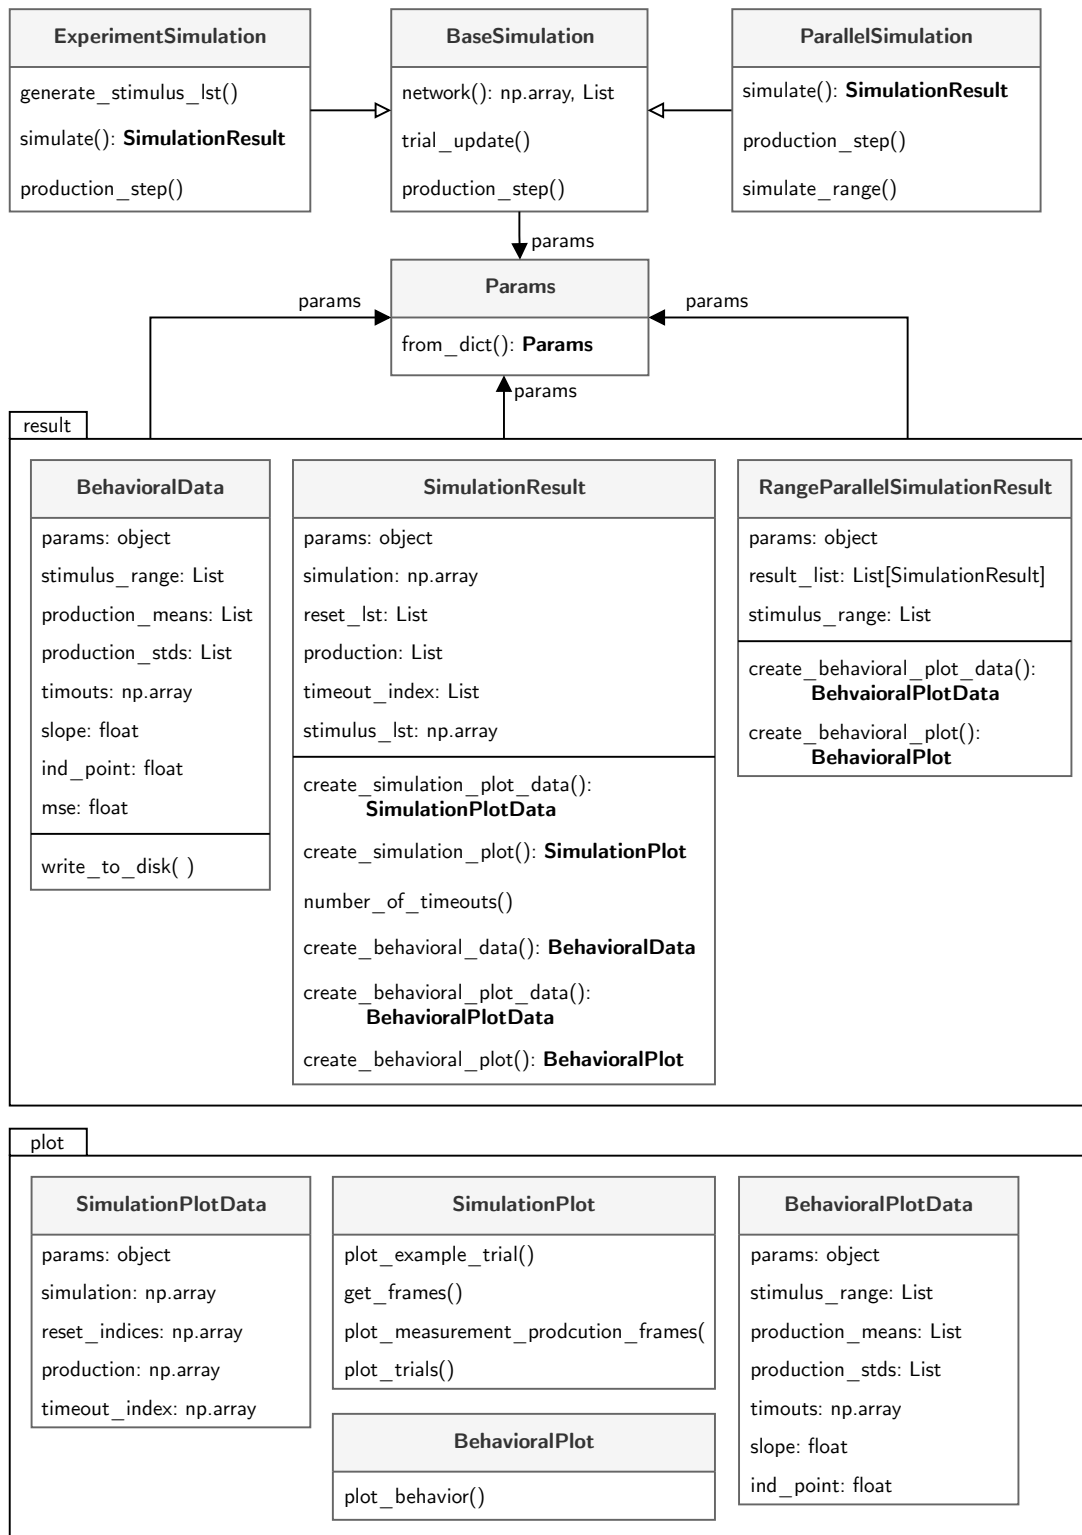 ExperimentSimulation
generate_stimulus_lst()
simulate(): SimulationResult
production_step()
BaseSimulation
network(): np.array, List
trial_update()
production_step()
ParallelSimulation
simulate(): SimulationResult
production_step()
simulate_range()
params
Params
from_dict(): Params
params
params
params
result
BehavioralData
params: object
stimulus_range: List
production_means: List
production_stds: List
timouts: np.array
slope: float
ind_point: float
mse: float
write_to_disk( )
SimulationResult
params: object
simulation: np.array
reset_lst: List
production: List
timeout_index: List
stimulus_lst: np.array
create_simulation_plot_data():
SimulationPlotData
create_simulation_plot(): SimulationPlot
number_of_timeouts()
create_behavioral_data(): BehavioralData
create_behavioral_plot_data():
BehavioralPlotData
create_behavioral_plot(): BehavioralPlot
RangeParallelSimulationResult
params: object
result_list: List[SimulationResult]
stimulus_range: List
create_behavioral_plot_data():
BehvaioralPlotData
create_behavioral_plot():
BehavioralPlot
plot
SimulationPlotData
params: object
simulation: np.array
reset_indices: np.array
production: np.array
timeout_index: np.array
SimulationPlot
plot_example_trial()
get_frames()
plot_measurement_prodcution_frames(
plot_trials()
BehavioralPlot
plot_behavior()
BehavioralPlotData
params: object
stimulus_range: List
production_means: List
production_stds: List
timouts: np.array
slope: float
ind_point: float